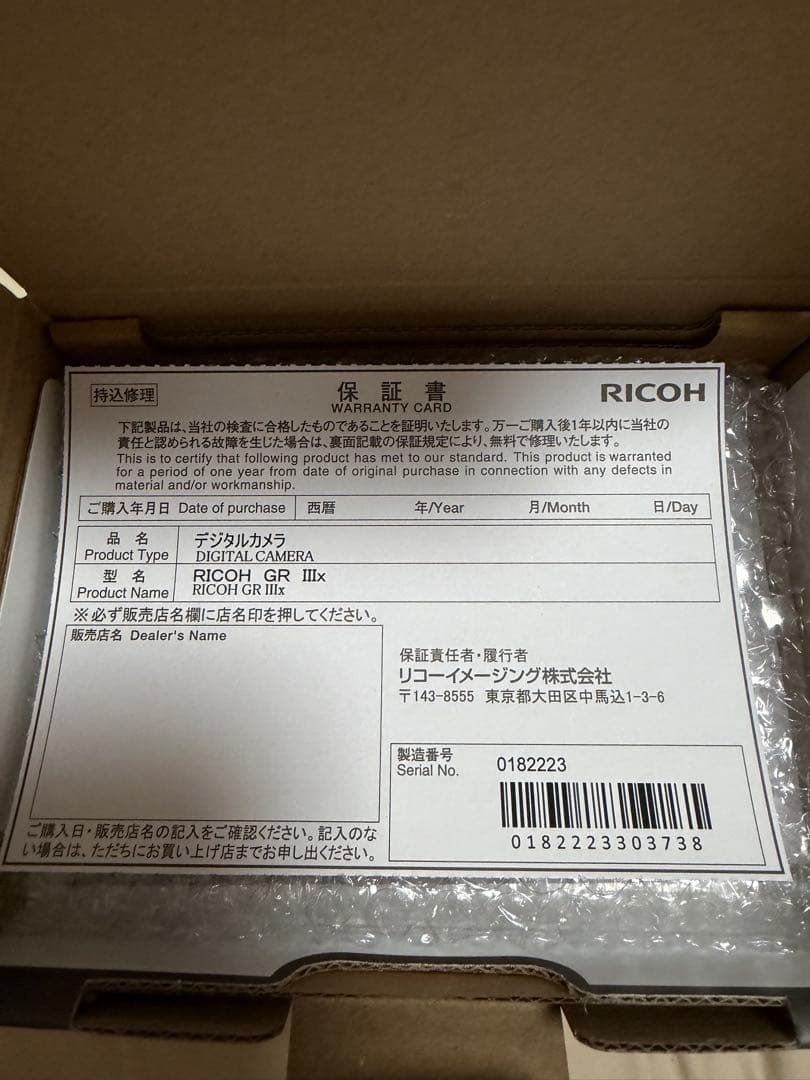 持込修理
保証書
WARRANTY CARD
RICOH
下記製品は、当社の検査に合格したものであることを証明いたします。万一ご購入後1年以内に当社の
責任と認められる故障を生じた場合は、裏面記載の保証規定により、無料で修理いたします。
This is to certify that following product has met to our standard. This product is warranted
for a period of one year from date of original purchase in connection with any defects in
material and/or workmanship.
ご購入年月日 Date of purchase 西暦 年/Year 月/Month 日/Day
品名 デジタルカメラ
Product Type DIGITAL CAMERA
型名 RICOH GR IIIx
Product Name RICOH GR IIIx
※必ず販売店名欄に店名印を押してください。
販売店名 Dealer's Name
保証責任者・履行者
リコーイメージング株式会社
〒143-8555 東京都大田区中馬込1-3-6
製造番号
Serial No. 0182223
0182223303738
ご購入日・販売店名の記入をご確認ください。記入のな
い場合は、ただちにお買い上げ店までお申し出ください。